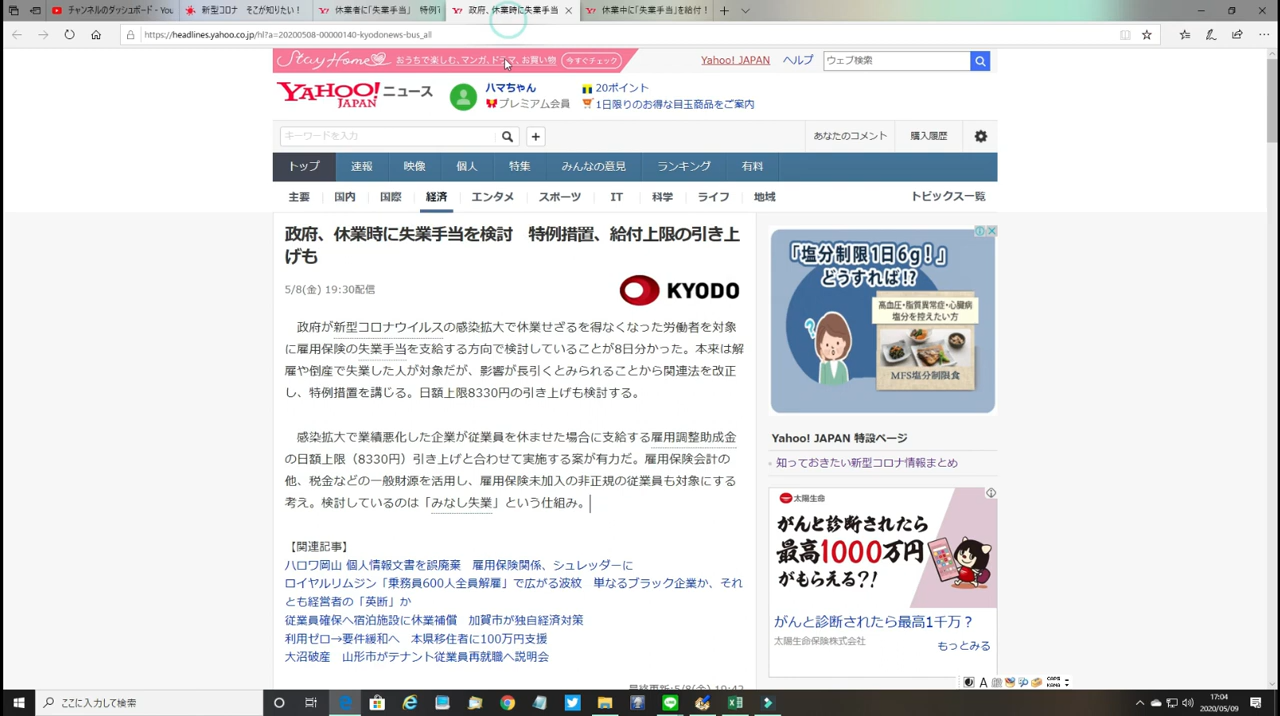 チャンネルのダッシュボード - You
新型コロナ　そこが知りたい！
休業者に「失業手当」 特例
政府、休業時に失業手当を検討
休業中に「失業手当」を給付！
https://headlines.yahoo.co.jp/hl?a=20200508-00000140-kyodonews-bus_all
Stay Home おうちで楽しむ、マンガ、ドラマ、お買い物 今すぐチェック
Yahoo! JAPAN ヘルプ ウェブ検索
YAHOO! JAPAN ニュース
ハマちゃん
プレミアム会員
20ポイント
1日限りのお得な目玉商品をご案内
キーワードを入力
あなたのコメント 購入履歴
トップ 速報 映像 個人 特集 みんなの意見 ランキング 有料
主要 国内 国際 経済 エンタメ スポーツ IT 科学 ライフ 地域 トピックス一覧
政府、休業時に失業手当を検討　特例措置、給付上限の引き上
げも
5/8(金) 19:30配信
KYODO
政府が新型コロナウイルスの感染拡大で休業せざるを得なくなった労働者を対象
に雇用保険の失業手当を支給する方向で検討していることが8日分かった。本来は解
雇や倒産で失業した人が対象だが、影響が長引くとみられることから関連法を改正
し、特例措置を講じる。日額上限8330円の引き上げも検討する。
感染拡大で業績悪化した企業が従業員を休ませた場合に支給する雇用調整助成金
の日額上限（8330円）引き上げと合わせて実施する案が有力だ。雇用保険会計の
他、税金などの一般財源を活用し、雇用保険未加入の非正規の従業員も対象にする
考え。検討しているのは「みなし失業」という仕組み。
【関連記事】
ハロワ岡山 個人情報文書を誤廃棄　雇用保険関係、シュレッダーに
ロイヤルリムジン「乗務員600人全員解雇」で広がる波紋　単なるブラック企業か、それ
とも経営者の「英断」か
従業員確保へ宿泊施設に休業補償　加賀市が独自経済対策
利用ゼロ→要件緩和へ　本県移住者に100万円支援
大沼破産　山形市がテナント従業員再就職へ説明会
最終更新:5/8(金) 19:42
「塩分制限1日6g！」
どうすれば!?
高血圧・脂質異常症・心臓病
塩分を控えたい方
MFS塩分制限食
Yahoo! JAPAN 特設ページ
知っておきたい新型コロナ情報まとめ
太陽生命
がんと診断されたら
最高1000万円
がもらえる?!
がんと診断されたら最高1千万？
太陽生命保険株式会社
もっとみる
A
CAPS
KANA
ここに入力して検索
17:04
2020/05/09